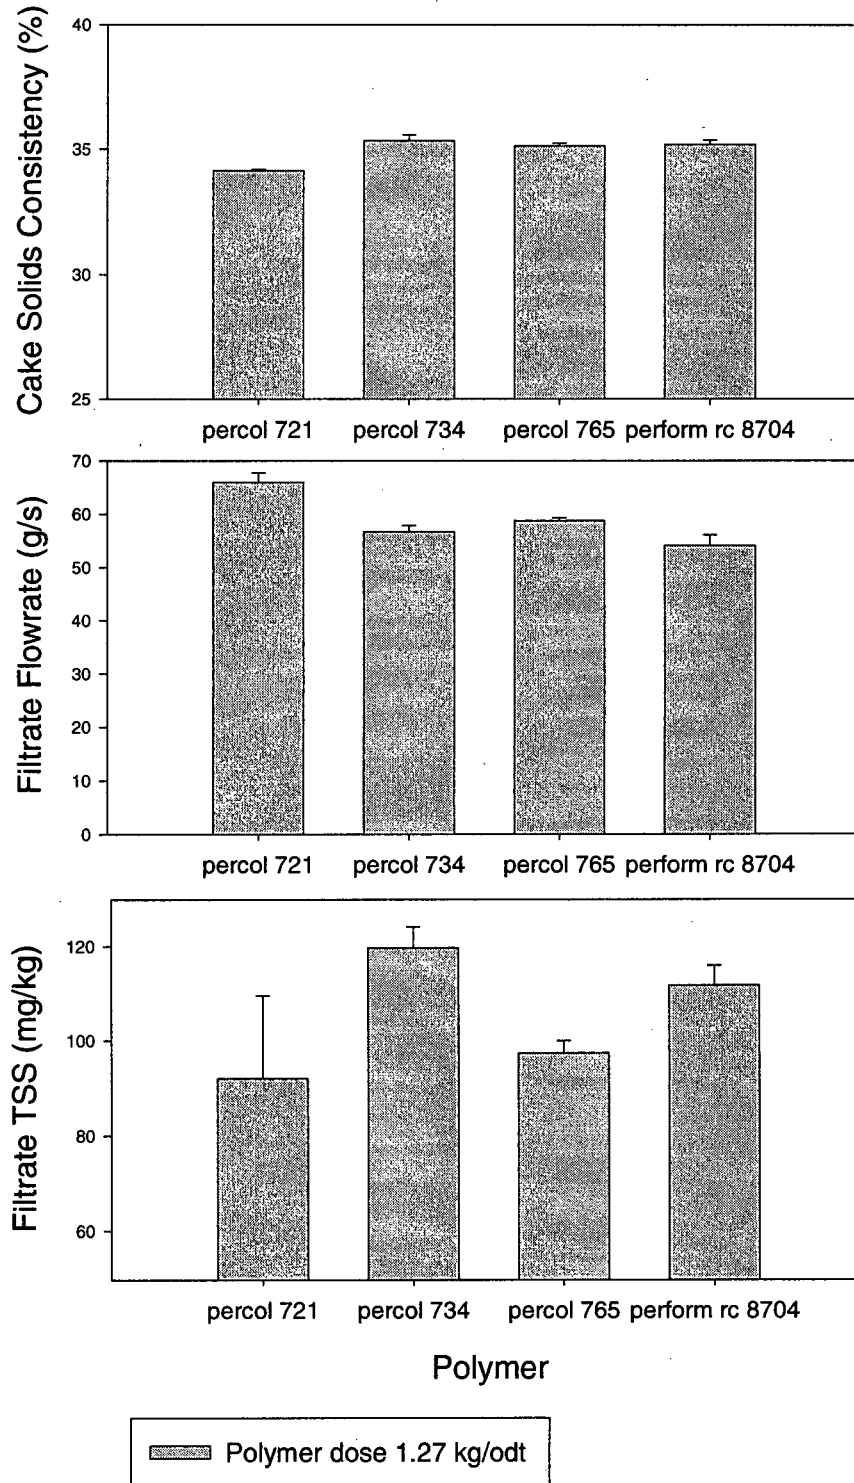 Cake Solids Consistency (%)
40
35
30
25
percol 721 percol 734 percol 765 perform rc 8704
Filtrate Flowrate (g/s)
70
60
50
40
30
20
10
0
percol 721 percol 734 percol 765 perform rc 8704
Filtrate TSS (mg/kg)
120
100
80
60
percol 721 percol 734 percol 765 perform rc 8704
Polymer
Polymer dose 1.27 kg/odt